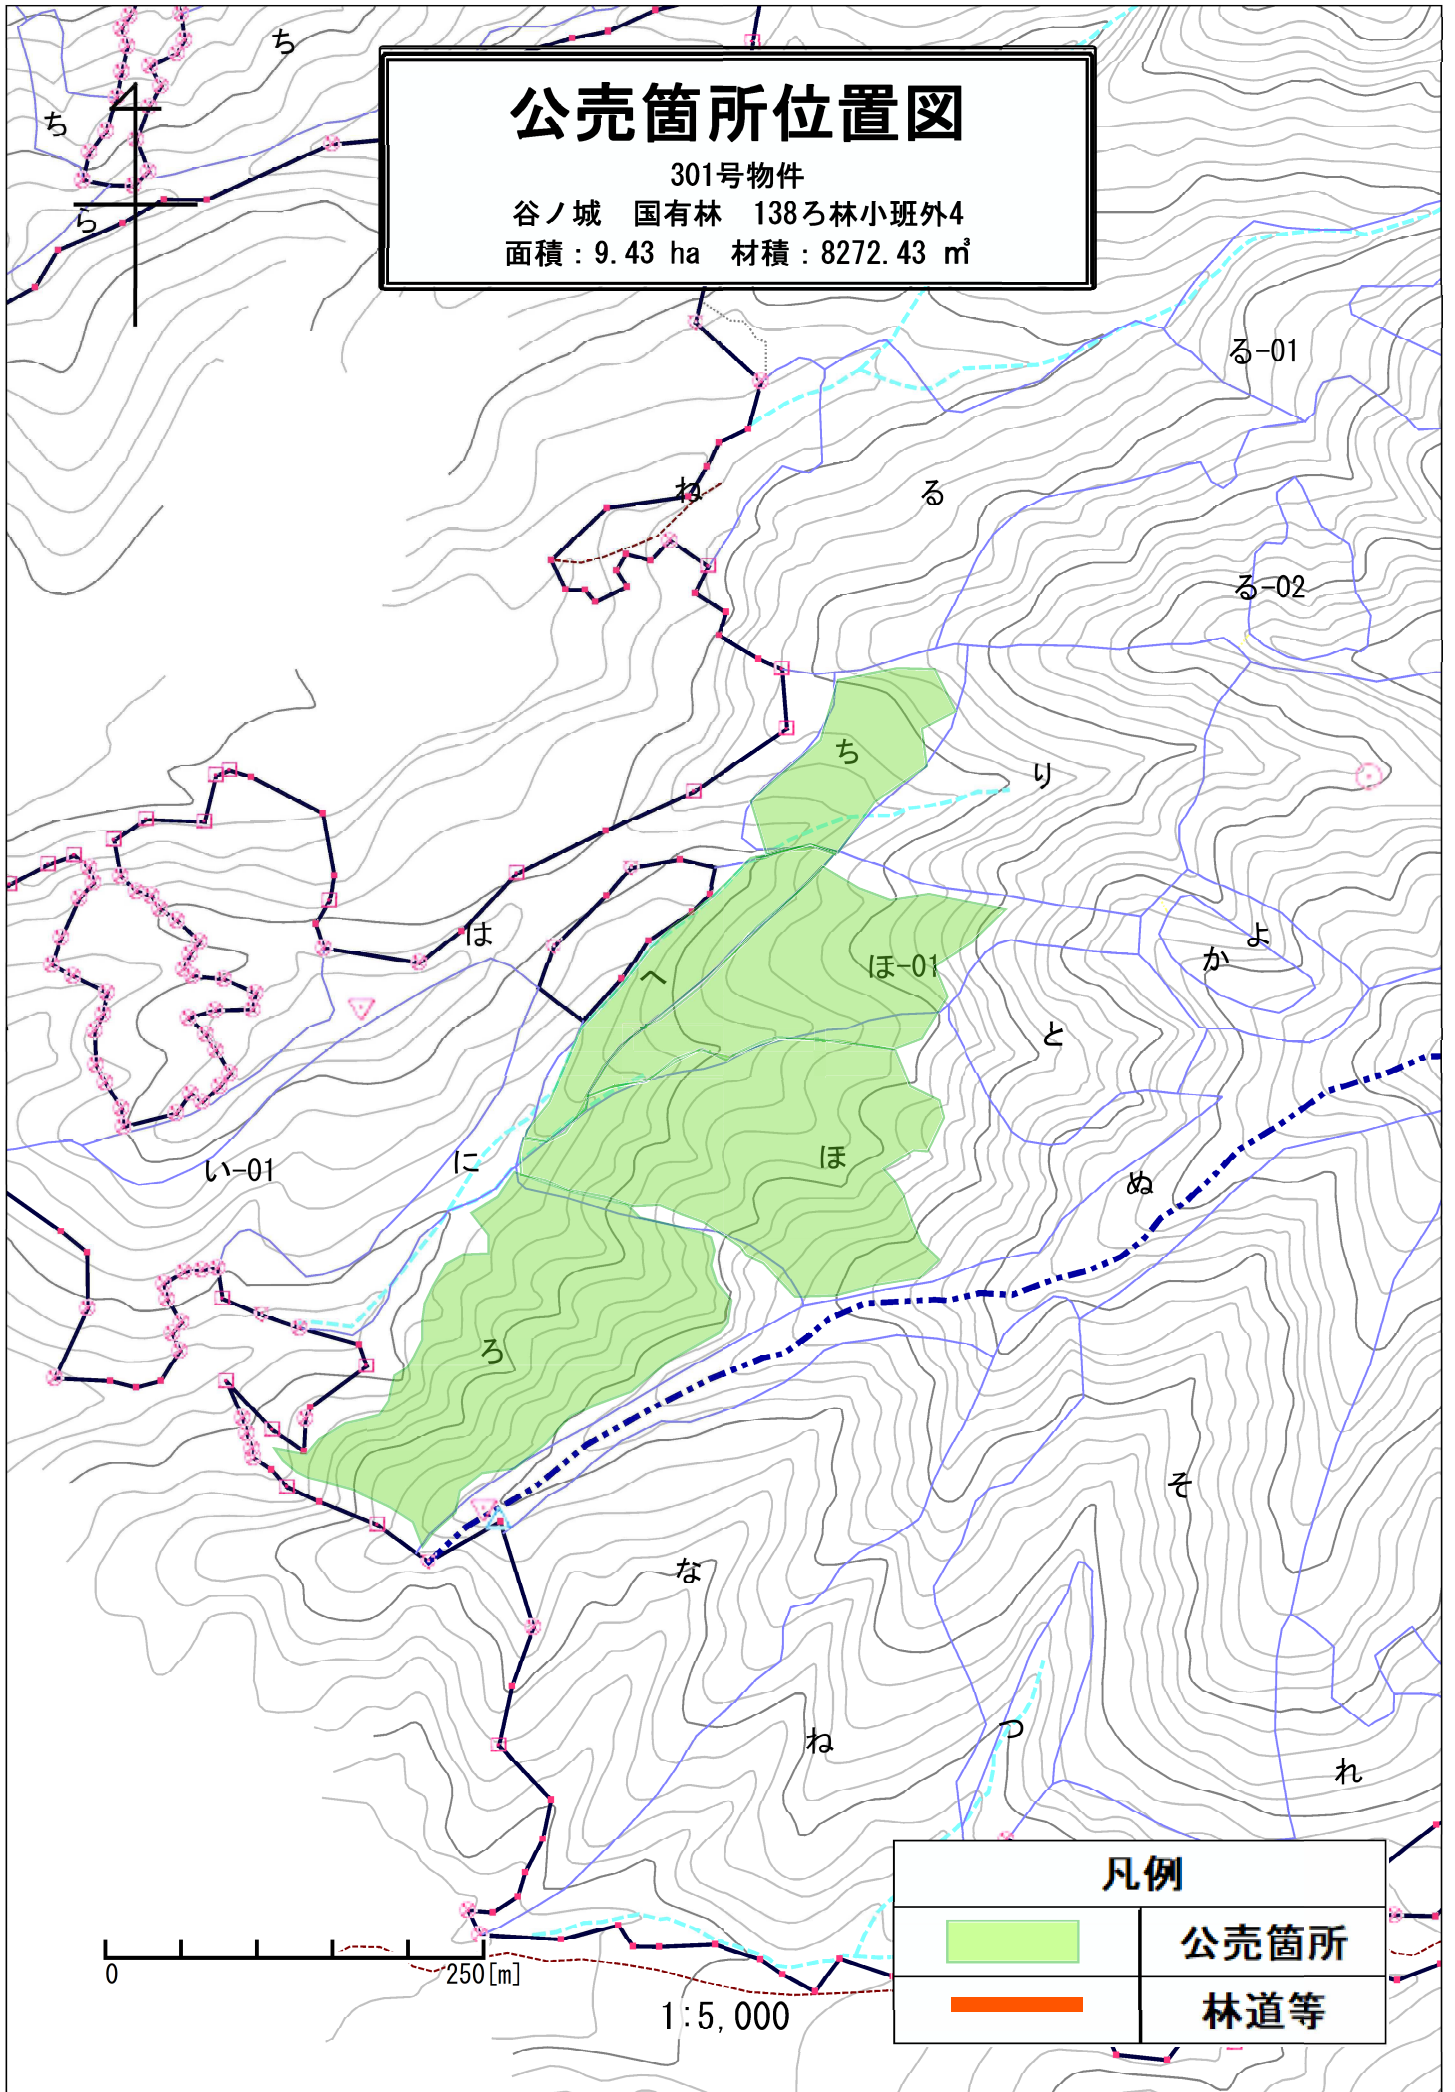 ち
ち
ら
公売箇所位置図
301号物件
谷ノ城　国有林　138ろ林小班外4
面積：9.43 ha　材積：8272.43 ㎥
る-01
ね
る
る-02
ち
り
は
よ
か
へ
ほ-01
と
に
い-01
ほ
ぬ
ろ
そ
な
つ
ね
れ
凡例
公売箇所
林道等
0
250[m]
1:5,000